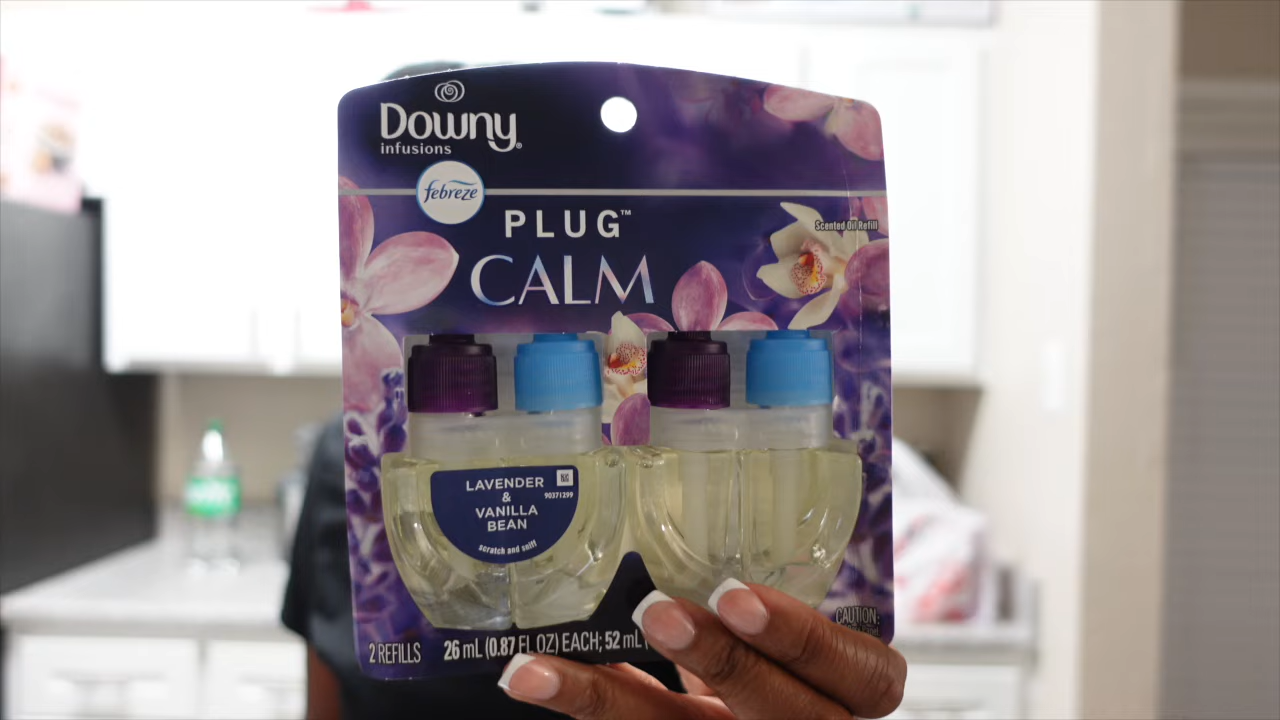 Downy
infusions
febreze
PLUG™
CALM
Scented Oil Refill
LAVENDER
&
VANILLA
BEAN
scratch and sniff
90371299
2 REFILLS
26 mL (0.87 FL OZ) EACH; 52 mL
CAUTION: